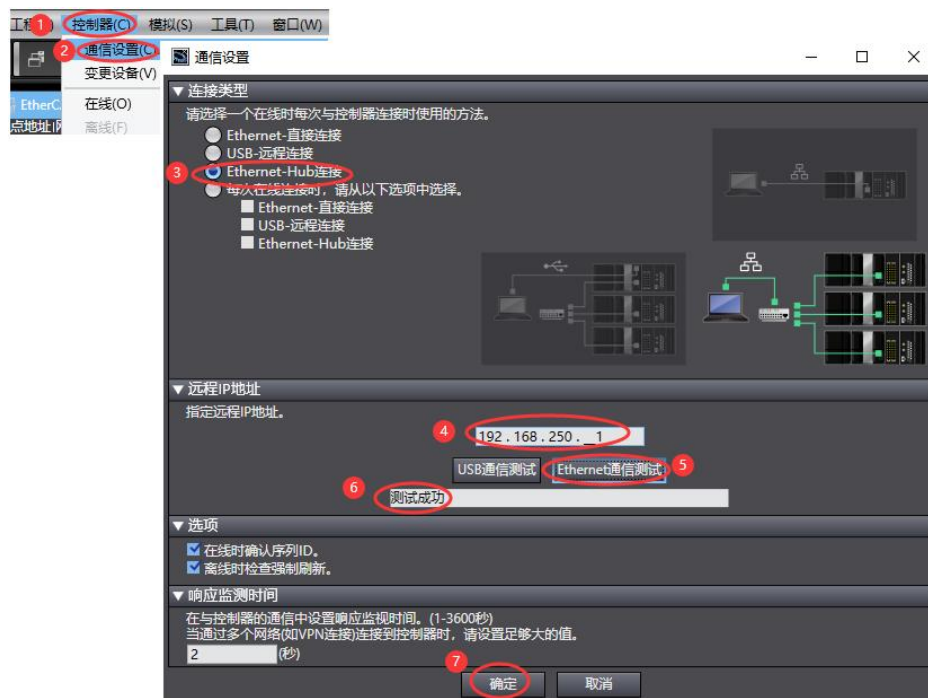 控制器(C) 模拟(S) 工具(T) 窗口(W)
1
2
通信设置(C)
变更设备(V)
在线(O)
离线(F)
EtherC
点地址|网
通信设置
▼连接类型
请选择一个在线时每次与控制器连接时使用的方法。
Ethernet-直接连接
USB-远程连接
3
Ethernet-Hub连接
每次在线连接时，请从以下选项中选择。
Ethernet-直接连接
USB-远程连接
Ethernet-Hub连接
▼远程IP地址
指定远程IP地址。
4
192.168.250.__1
USB通信测试 Ethernet通信测试 5
6
测试成功
▼选项
在线时确认序列ID。
离线时检查强制刷新。
▼响应监测时间
在与控制器的通信中设置响应监视时间。(1-3600秒)
当通过多个网络(如VPN连接)连接到控制器时，请设置足够大的值。
2 (秒)
7
确定 取消